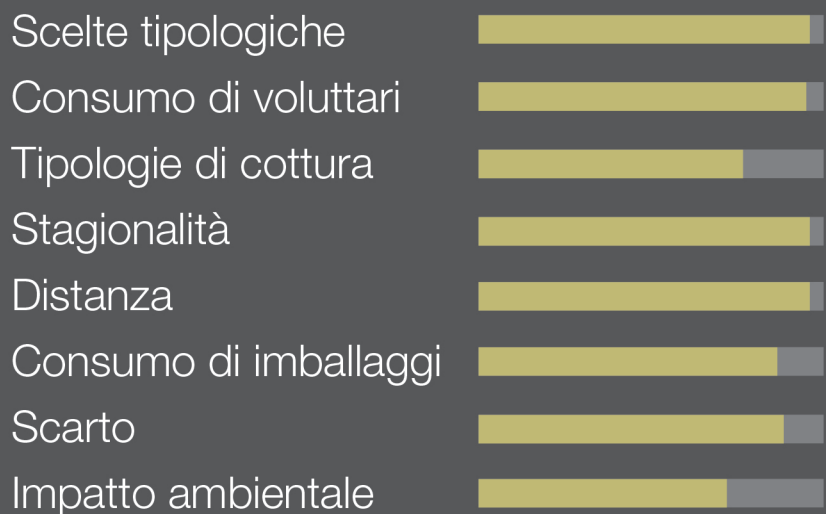 Scelte tipologiche
Consumo di voluttari
Tipologie di cottura
Stagionalità
Distanza
Consumo di imballaggi
Scarto
Impatto ambientale